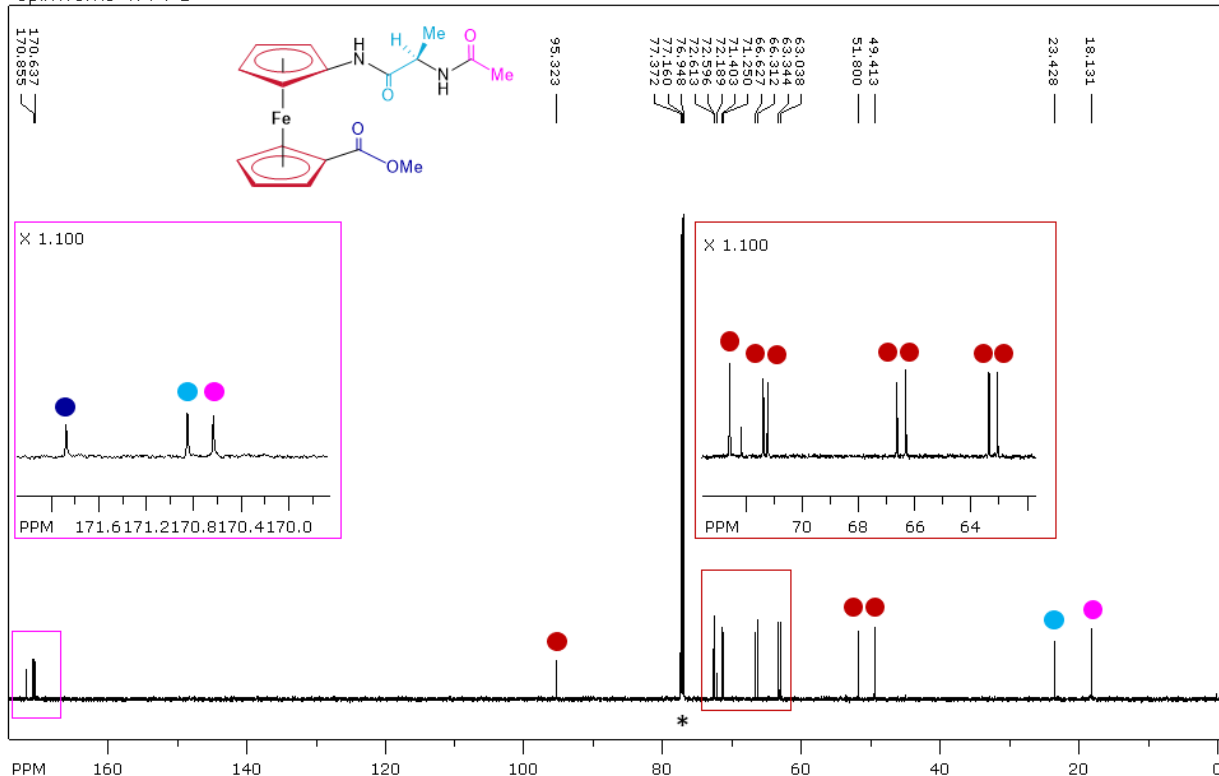 170.855
170.637
95.323
77.372
77.160
76.948
72.613
72.596
72.189
71.403
71.250
66.627
66.312
63.344
63.038
51.800
49.413
23.428
18.131
H
N
H
Me
O
N
H
O
Me
Fe
O
OMe
X 1.100
PPM 171.6 171.2 170.8 170.4 170.0
X 1.100
PPM 70 68 66 64
*
PPM 160 140 120 100 80 60 40 20 0